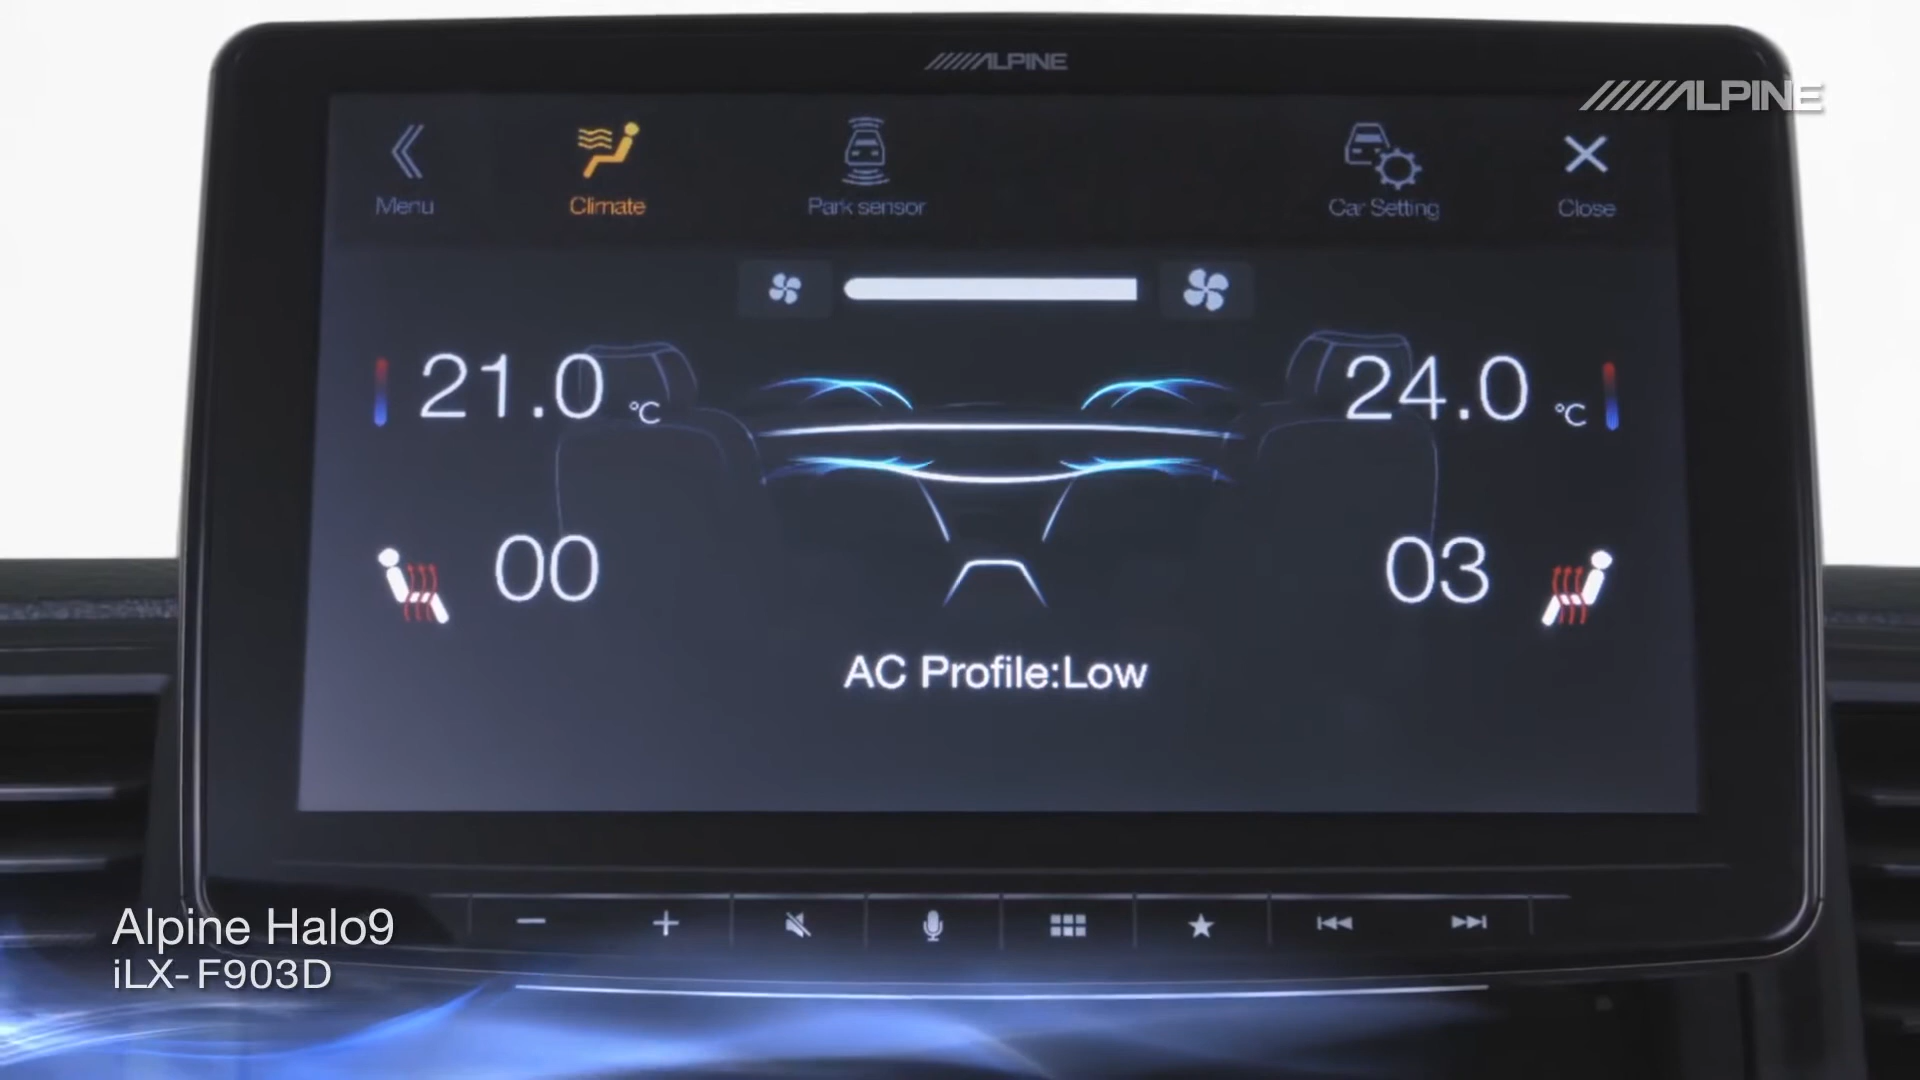 ALPINE
ALPINE
Menu
Climate
Park sensor
Car Setting
Close
21.0 °C
24.0 °C
00
03
AC Profile:Low
Alpine Halo9
iLX-F903D